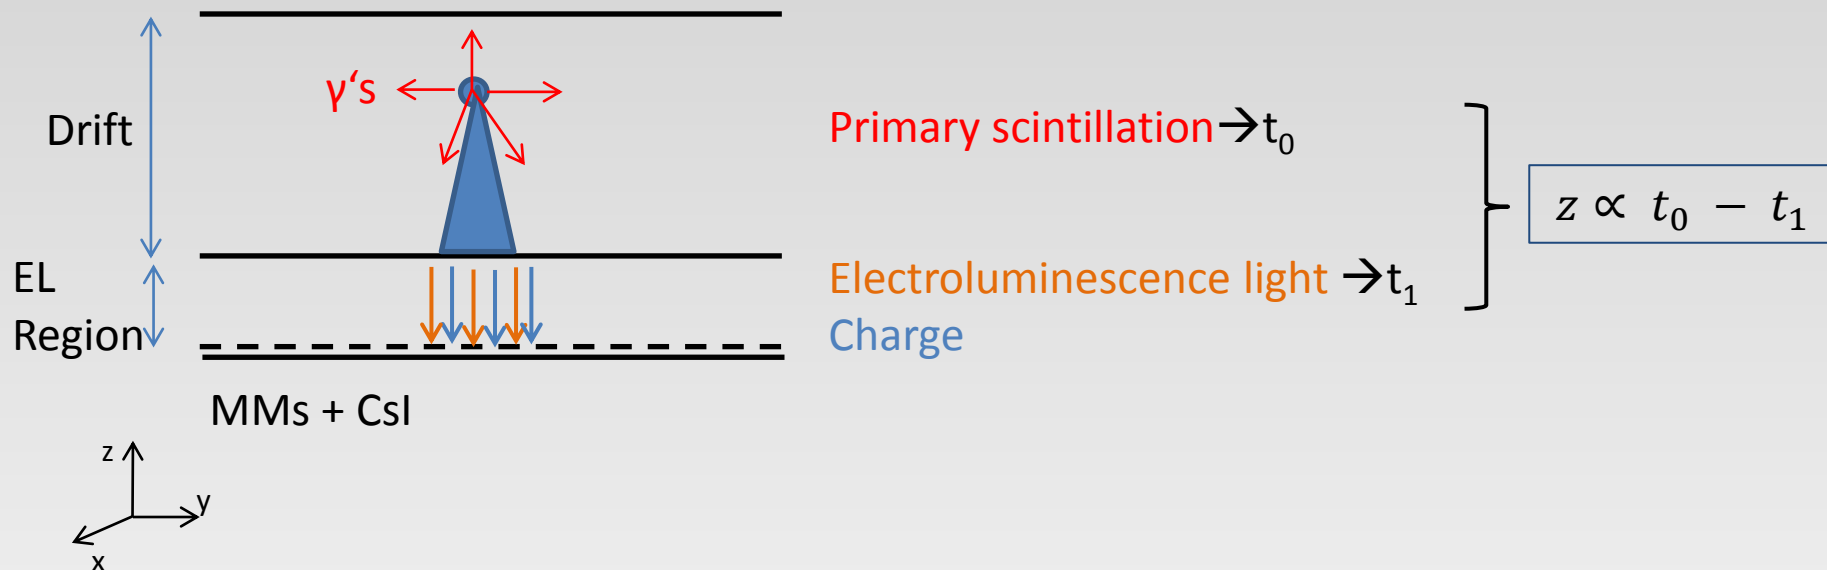 γ‘s
Drift
Primary scintillation→t₀
z ∝ t₀ − t₁
EL
Region
Electroluminescence light →t₁
Charge
MMs + CsI
z
y
x